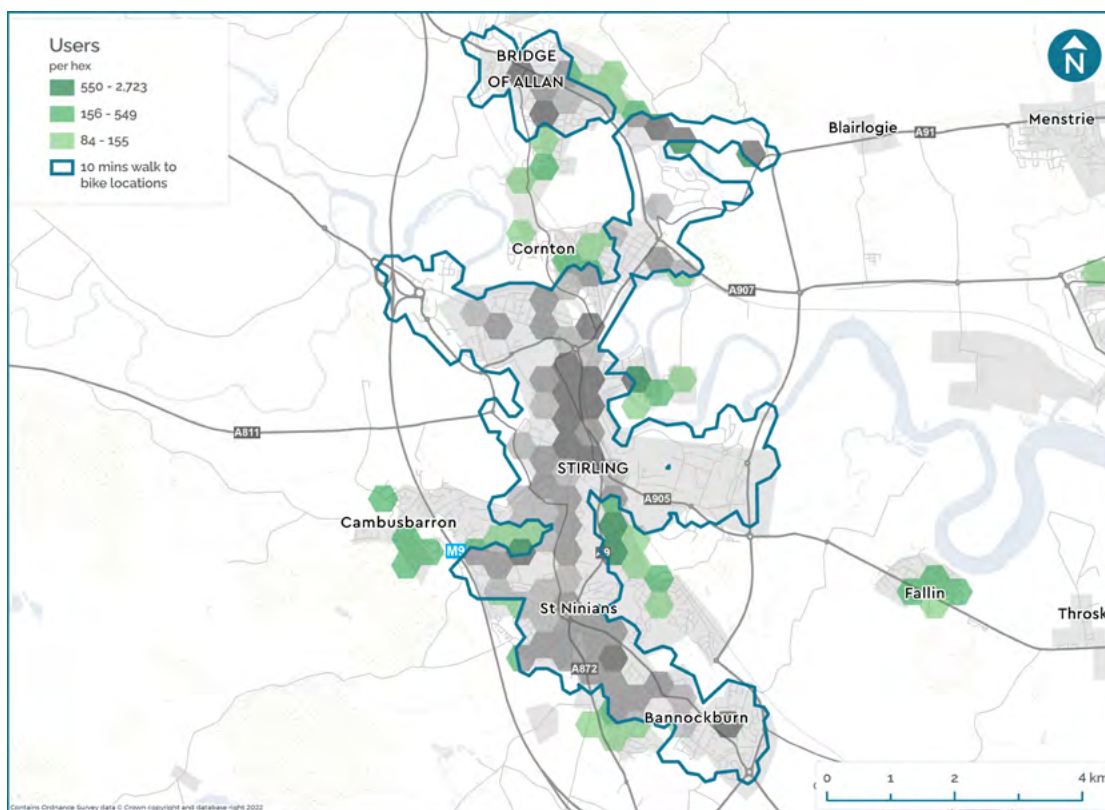 Users
per hex
550 - 2,723
156 - 549
84 - 155
10 mins walk to
bike locations
N
BRIDGE
OF ALLAN
Blairlogie
A91
Menstrie
Cornton
A907
A811
STIRLING
A905
Cambusbarron
M9
A9
Fallin
St Ninians
Throsk
A872
Bannockburn
0 1 2 4 km
Contains Ordnance Survey data © Crown copyright and database right 2022